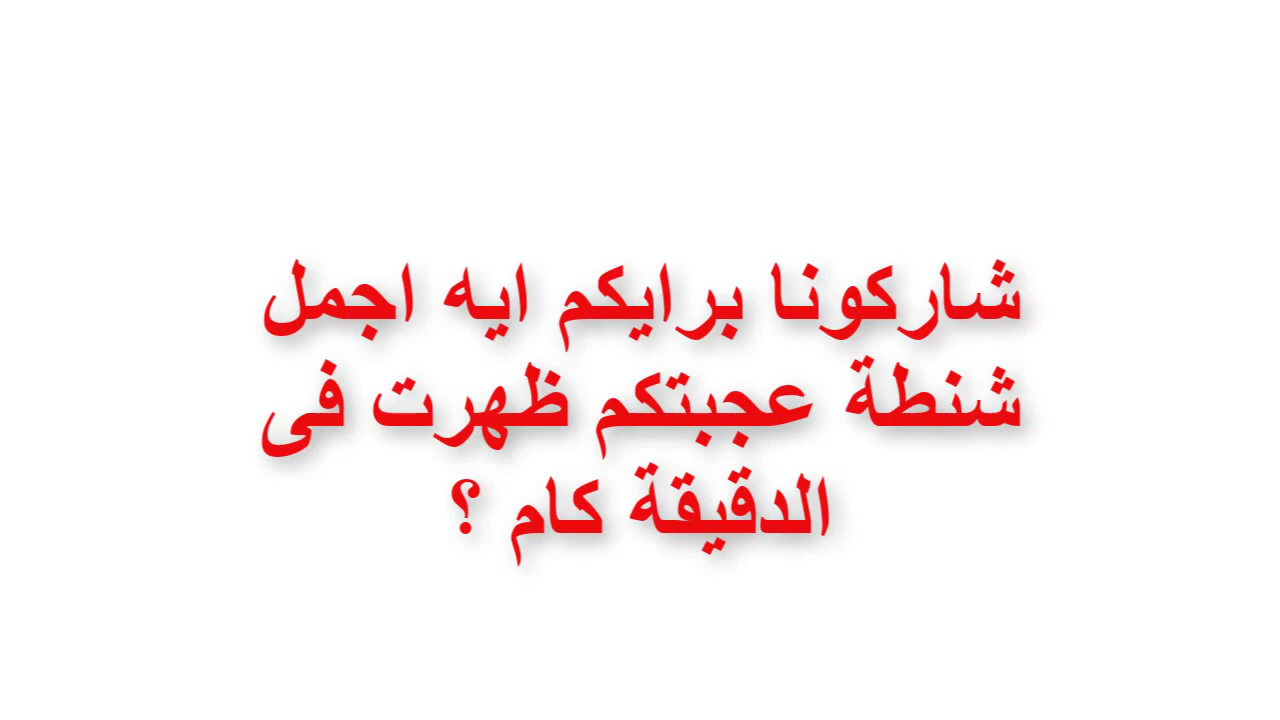 شاركونا برايكم ايه اجمل
شنطة عجبتكم ظهرت فى
الدقيقة كام ؟